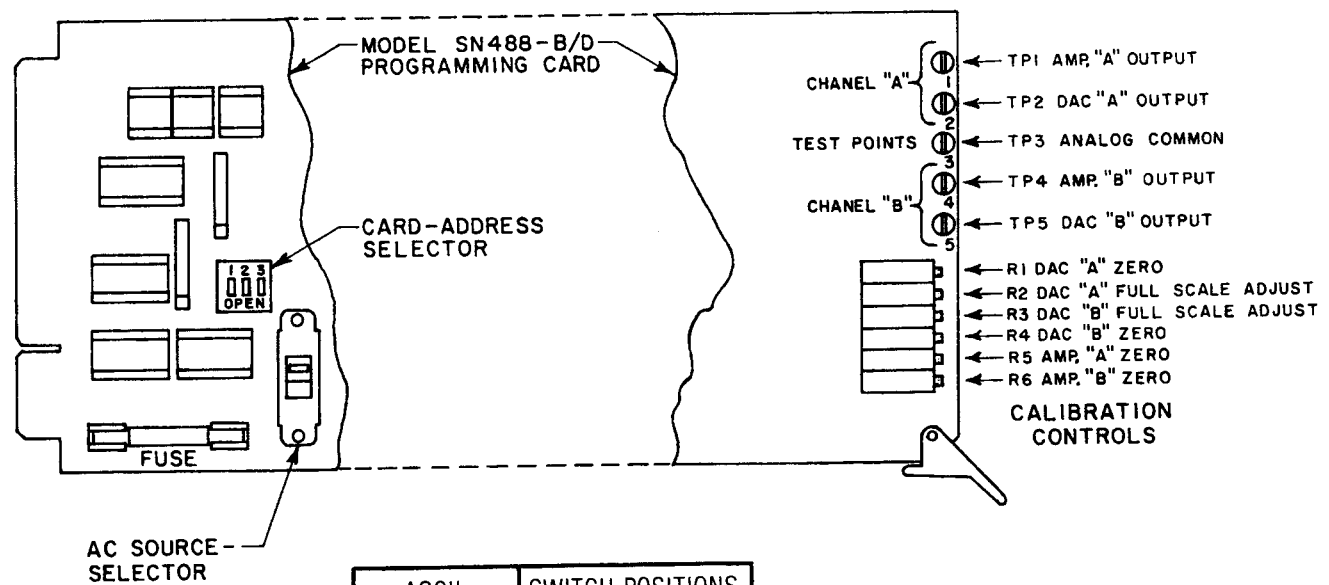 MODEL SN488-B/D
PROGRAMMING CARD
CARD-ADDRESS
SELECTOR
1 2 3
OPEN
FUSE
AC SOURCE
SELECTOR
CHANEL "A"
1
2
TEST POINTS
3
CHANEL "B"
4
5
TP1 AMP. "A" OUTPUT
TP2 DAC "A" OUTPUT
TP3 ANALOG COMMON
TP4 AMP. "B" OUTPUT
TP5 DAC "B" OUTPUT
R1 DAC "A" ZERO
R2 DAC "A" FULL SCALE ADJUST
R3 DAC "B" FULL SCALE ADJUST
R4 DAC "B" ZERO
R5 AMP. "A" ZERO
R6 AMP. "B" ZERO
CALIBRATION
CONTROLS
SWITCH POSITIONS